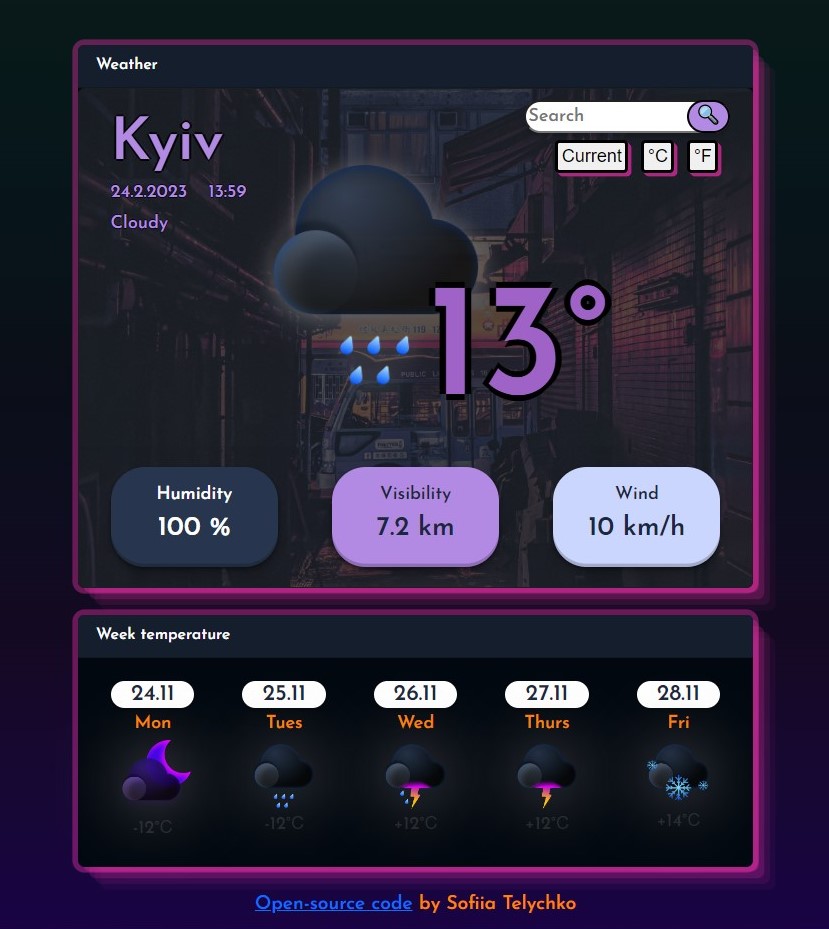 Weather
Kyiv
Search
24.2.2023 13:59
Current °C °F
Cloudy
13°
Humidity Visibility Wind
100 % 7.2 km 10 km/h
Week temperature
24.11 25.11 26.11 27.11 28.11
Mon Tues Wed Thurs Fri
-12°C -12°C +12°C +12°C +14°C
Open-source code by Sofiia Telychko